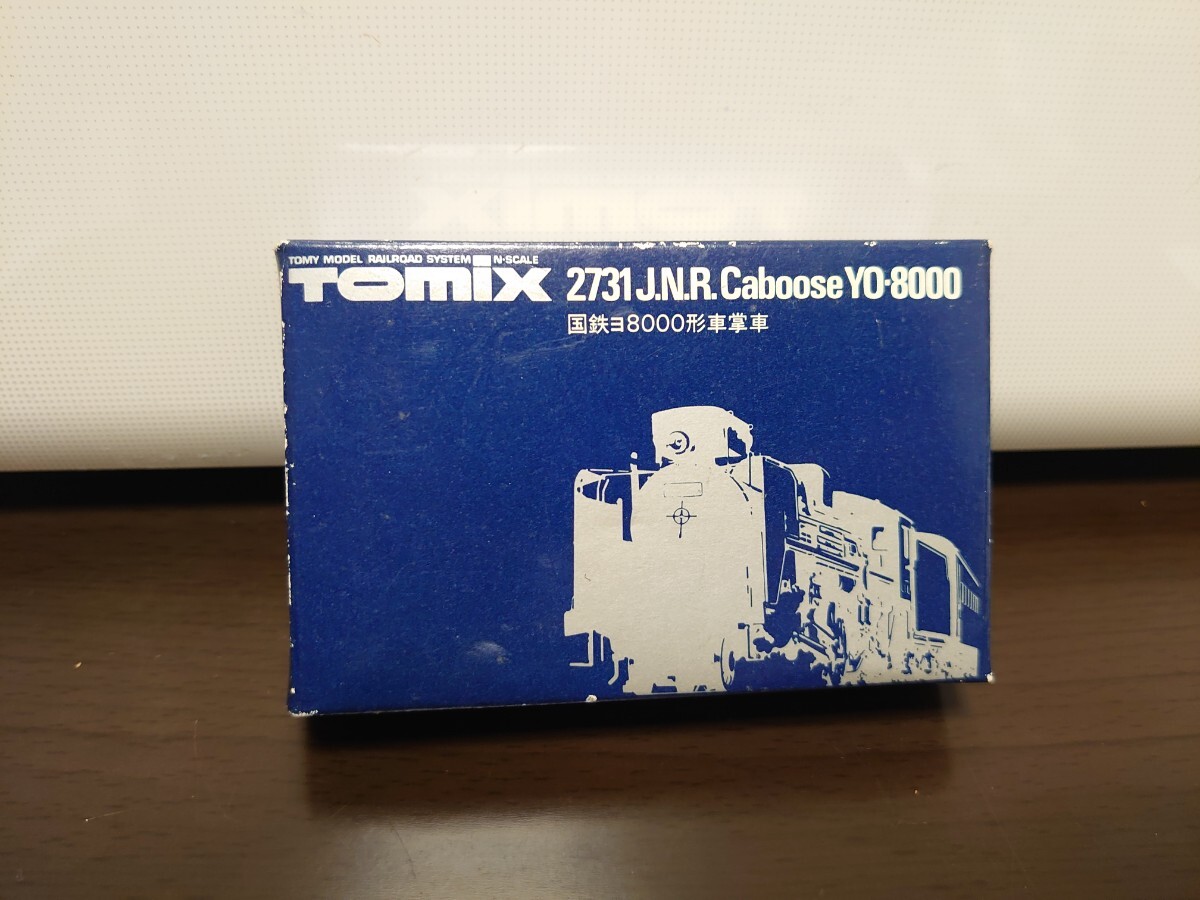 TOMY MODEL RAILROAD SYSTEM N-SCALE
TOMIX 2731 J.N.R. Caboose YO-8000
国鉄ヨ8000形車掌車